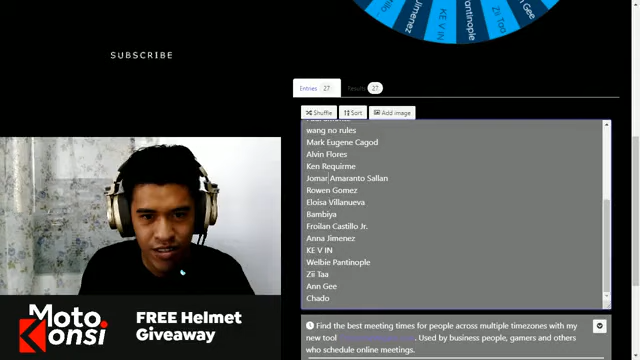 Jimenez
KE V IN
Pantinople
Zii Taa
Gee
SUBSCRIBE
Entries 27
Results 27
Shuffle
Sort
Add image
wang no rules
Mark Eugene Cagod
Alvin Flores
Ken Requirme
Jomar Amaranto Sallan
Rowen Gomez
Eloisa Villanueva
Bambiya
Froilan Castillo Jr.
Anna Jimenez
KE V IN
Welbie Pantinople
Zii Taa
Ann Gee
Chado
Moto
Konsi
FREE Helmet
Giveaway
Find the best meeting times for people across multiple timezones with my
new tool
Used by business people, gamers and others
who schedule online meetings.